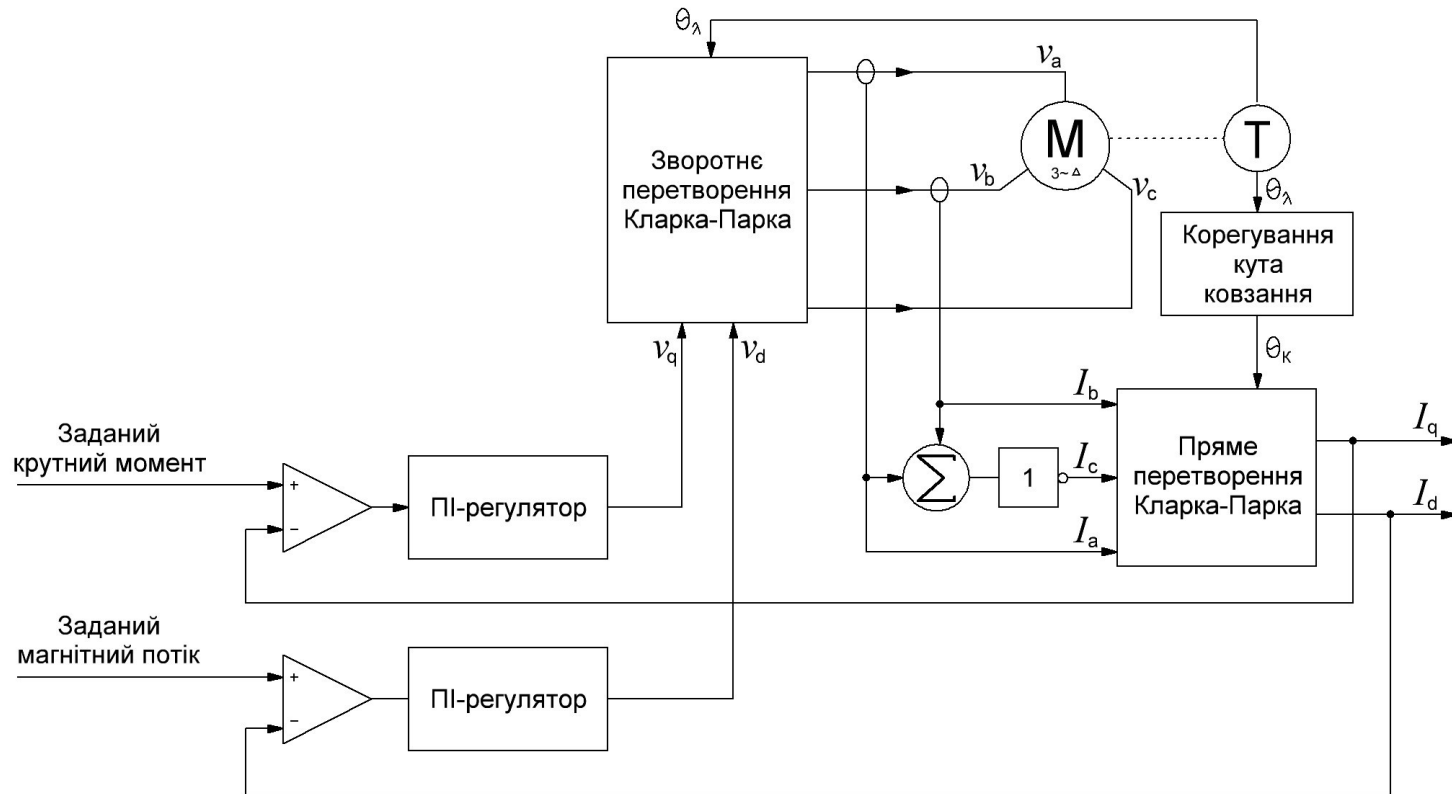 θλ
va
Зворотнє
перетворення
Кларка-Парка
M
3~ Δ
T
vb
vc
θλ
Корегування
кута
ковзання
vq
vd
θК
Ib
Пряме
перетворення
Кларка-Парка
Iq
Заданий
крутний момент
+
−
ПІ-регулятор
Σ
1
Ic
Id
Ia
Заданий
магнітний потік
+
−
ПІ-регулятор